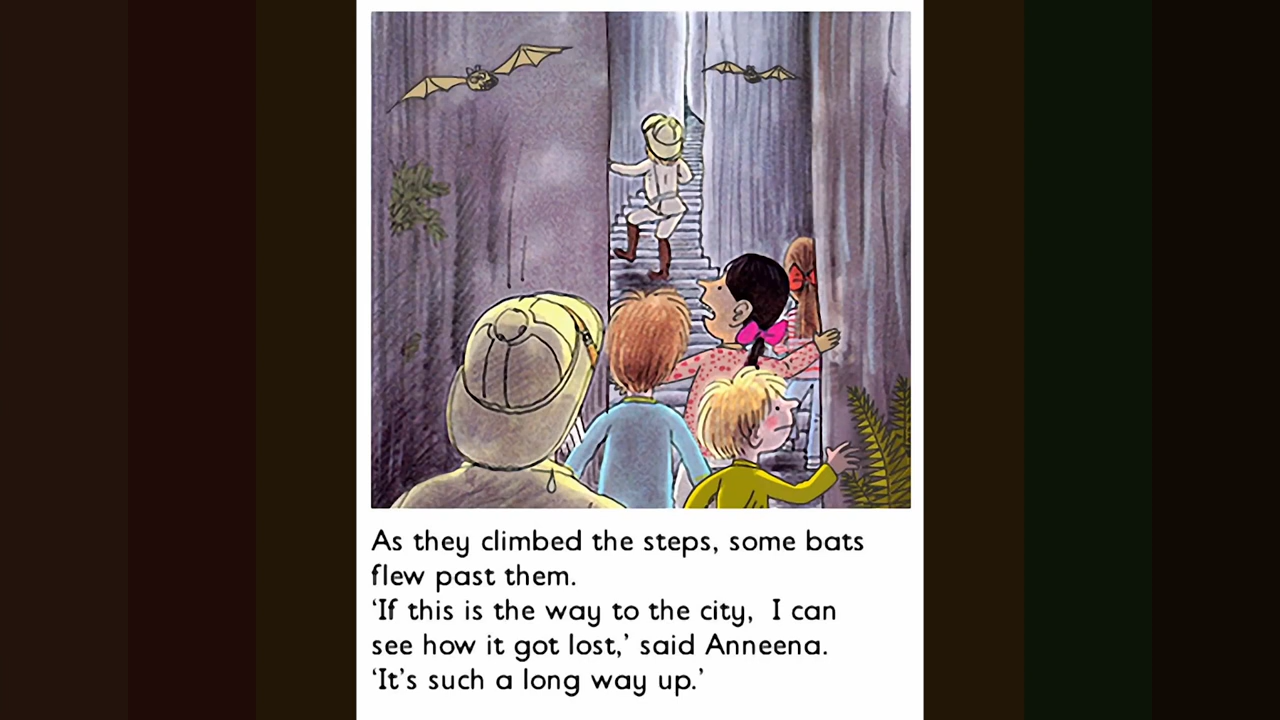 As they climbed the steps, some bats
flew past them.
‘If this is the way to the city,  I can
see how it got lost,’ said Anneena.
‘It’s such a long way up.’